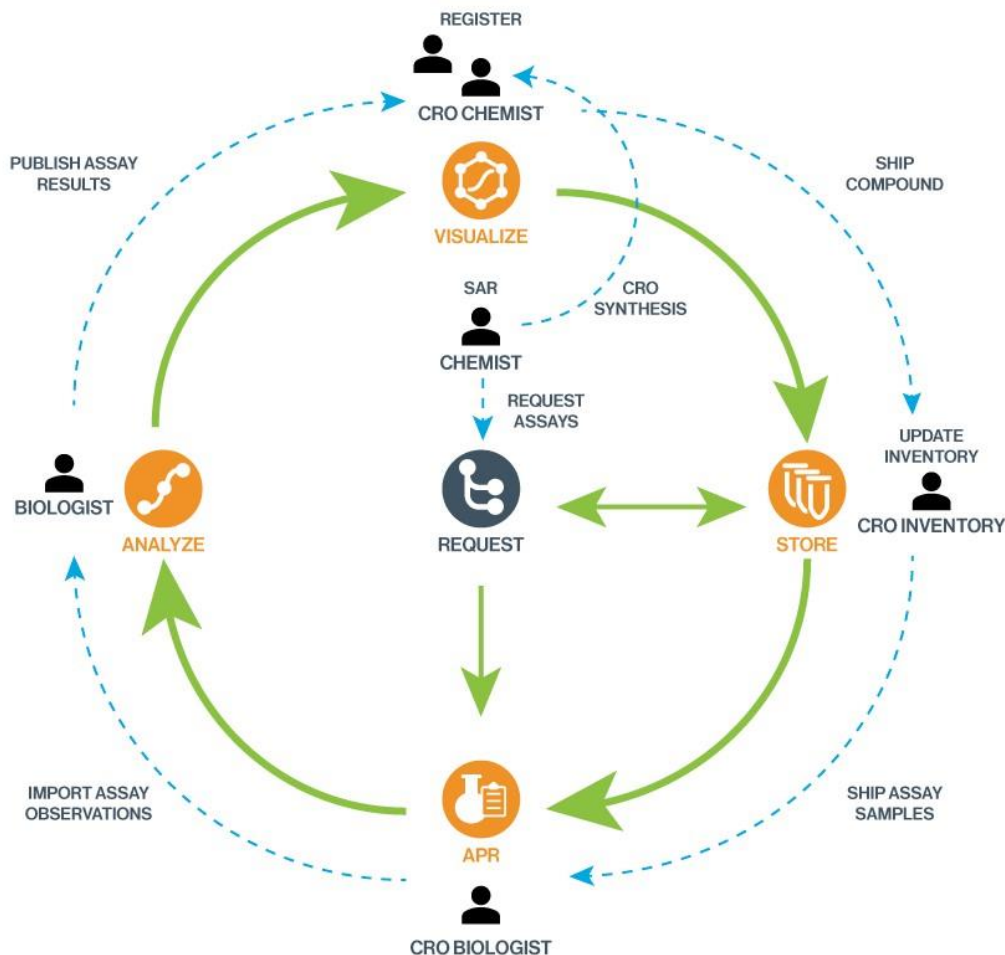 REGISTER
CRO CHEMIST
PUBLISH ASSAY
RESULTS
SHIP
COMPOUND
VISUALIZE
SAR
CRO
SYNTHESIS
CHEMIST
REQUEST
ASSAYS
UPDATE
INVENTORY
BIOLOGIST
ANALYZE
REQUEST
STORE
CRO INVENTORY
IMPORT ASSAY
OBSERVATIONS
SHIP ASSAY
SAMPLES
APR
CRO BIOLOGIST